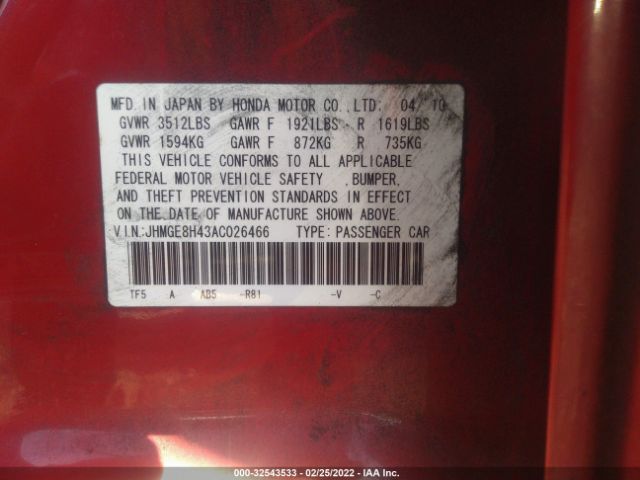 MFD. IN JAPAN BY HONDA MOTOR CO.,LTD. 04 10
GVWR 3512LBS GAWR F 1921LBS R 1619LBS
GVWR 1594KG GAWR F 872KG R 735KG
THIS VEHICLE CONFORMS TO ALL APPLICABLE
FEDERAL MOTOR VEHICLE SAFETY ,BUMPER,
AND THEFT PREVENTION STANDARDS IN EFFECT
ON THE DATE OF MANUFACTURE SHOWN ABOVE.
VIN:JHMGE8H43AC026466 TYPE:PASSENGER CAR
TF5 A AB5 -R81 -V -C
000-32543533 - 02/25/2022 - IAA Inc.